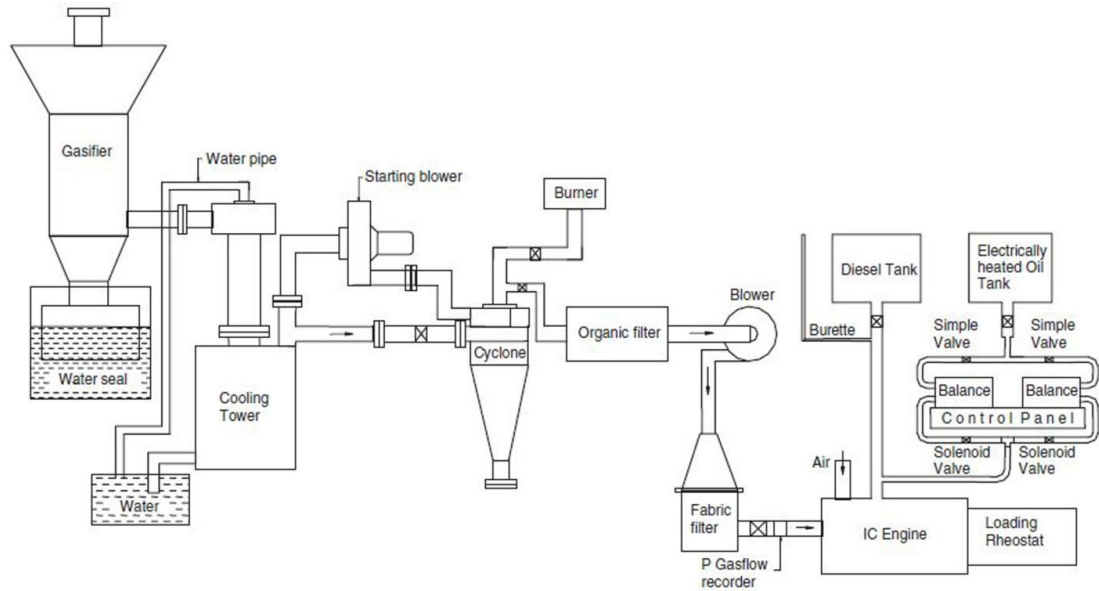 Gasifier
Water pipe
Starting blower
Burner
Diesel Tank
Electrically
heated Oil
Tank
Blower
Burette
Simple
Valve
Simple
Valve
Organic filter
Water seal
Cooling
Tower
Cyclone
Balance
Balance
Control Panel
Solenoid
Valve
Solenoid
Valve
Air
Water
Fabric
filter
IC Engine
Loading
Rheostat
P Gasflow
recorder